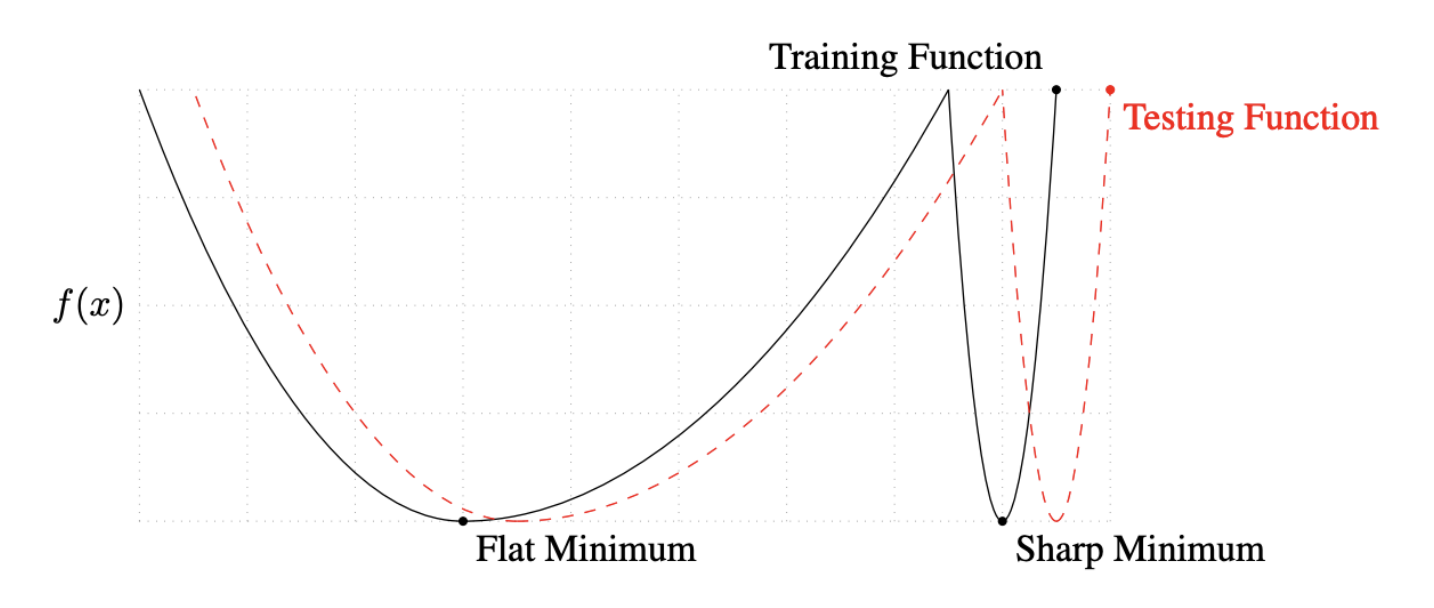 Training Function
Testing Function
f(x)
Flat Minimum
Sharp Minimum